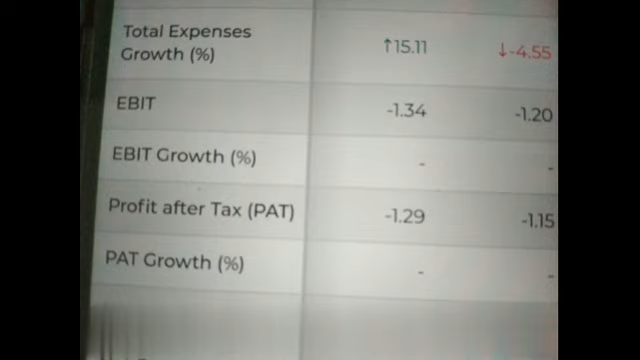 Total Expenses
Growth (%) ↑15.11 ↓-4.55
EBIT -1.34 -1.20
EBIT Growth (%) - -
Profit after Tax (PAT) -1.29 -1.15
PAT Growth (%) - -